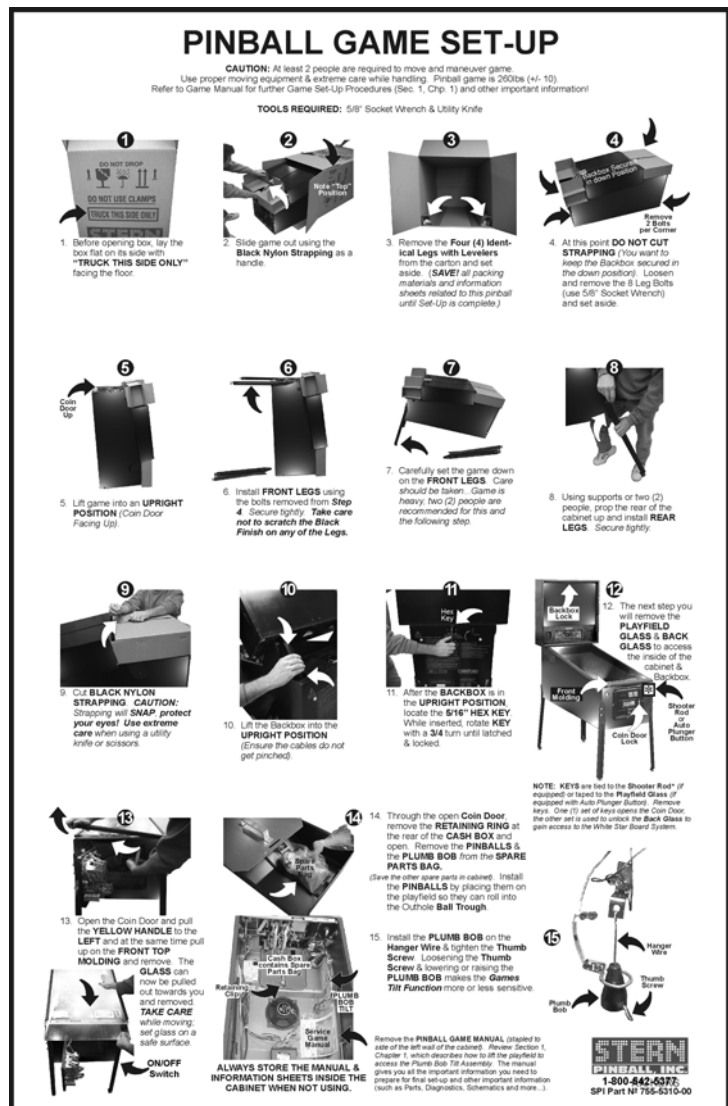 PINBALL GAME SET-UP
CAUTION: At least 2 people are required to move and maneuver game.
Use proper moving equipment & extreme care while handling. Pinball game is 260lbs (+/- 10).
Refer to Game Manual for further Game Set-Up Procedures (Sec. 1, Chp. 1) and other important information!
TOOLS REQUIRED: 5/8" Socket Wrench & Utility Knife
1
DO NOT DROP
DO NOT USE CLAMPS
TRUCK THIS SIDE ONLY
STERN
1. Before opening box, lay the
box flat on its side with
"TRUCK THIS SIDE ONLY"
facing the floor.
2
Note "Top"
Position
2. Slide game out using the
Black Nylon Strapping as a
handle.
3
3. Remove the Four (4) Ident-
ical Legs with Levelers
from the carton and set
aside. (SAVE! all packing
materials and information
sheets related to this pinball
until Set-Up is complete.)
4
Backbox Secured
in down Position
Remove
2 Bolts
per Corner
4. At this point DO NOT CUT
STRAPPING (You want to
keep the Backbox secured in
the down position). Loosen
and remove the 8 Leg Bolts
(use 5/8" Socket Wrench)
and set aside.
5
Coin
Door
Up
5. Lift game into an UPRIGHT
POSITION (Coin Door
Facing Up).
6
6. Install FRONT LEGS using
the bolts removed from Step
4. Secure tightly. Take care
not to scratch the Black
Finish on any of the Legs.
7
7. Carefully set the game down
on the FRONT LEGS. Care
should be taken...Game is
heavy, two (2) people are
recommended for this and
the following step.
8
8. Using supports or two (2)
people, prop the rear of the
cabinet up and install REAR
LEGS. Secure tightly.
9
9. Cut BLACK NYLON
STRAPPING. CAUTION:
Strapping will SNAP, protect
your eyes! Use extreme
care when using a utility
knife or scissors.
10
10. Lift the Backbox into the
UPRIGHT POSITION
(Ensure the cables do not
get pinched).
11
Hex
Key
11. After the BACKBOX is in
the UPRIGHT POSITION,
locate the 5/16" HEX KEY.
While inserted, rotate KEY
with a 3/4 turn until latched
& locked.
12
Backbox
Lock
12. The next step you
will remove the
PLAYFIELD
GLASS & BACK
GLASS to access
the inside of the
cabinet &
Backbox.
Front
Molding
Coin Door
Lock
Shooter
Rod
or
Auto
Plunger
Button
NOTE: KEYS are tied to the Shooter Rod* (if
equipped) or taped to the Playfield Glass (if
equipped with Auto Plunger Button). Remove
keys. One (1) set of keys opens the Coin Door,
the other set is used to unlock the Back Glass to
gain access to the White Star Board System.
13
13. Open the Coin Door and pull
the YELLOW HANDLE to the
LEFT and at the same time pull
up on the FRONT TOP
MOLDING and remove. The
GLASS can
now be pulled
out towards you
and removed.
TAKE CARE
while moving;
set glass on a
safe surface.
ON/OFF
Switch
14
Spare
Parts
Bag
Cash Box
contains Spare
Parts Bag
Retaining
Clip
PLUMB
BOB
TILT
Service
Game
Manual
ALWAYS STORE THE MANUAL &
INFORMATION SHEETS INSIDE THE
CABINET WHEN NOT USING.
14. Through the open Coin Door,
remove the RETAINING RING at
the rear of the CASH BOX and
open. Remove the PINBALLS &
the PLUMB BOB from the SPARE
PARTS BAG.
(Save the other spare parts in cabinet). Install
the PINBALLS by placing them on
the playfield so they can roll into
the Outhole Ball Trough.
15. Install the PLUMB BOB on the
Hanger Wire & tighten the Thumb
Screw. Loosening the Thumb
Screw & lowering or raising the
PLUMB BOB makes the Games
Tilt Function more or less sensitive.
Remove the PINBALL GAME MANUAL (stapled to
side of the left wall of the cabinet). Review Section 1,
Chapter 1, which describes how to lift the playfield to
access the Plumb Bob Tilt Assembly. The manual
gives you all the important information you need to
prepare for final set-up and other important information
(such as Parts, Diagnostics, Schematics and more...).
15
Hanger
Wire
Thumb
Screw
Plumb
Bob
STERN
PINBALL, INC.
1-800-542-5377
SPI Part Nº 755-5310-00